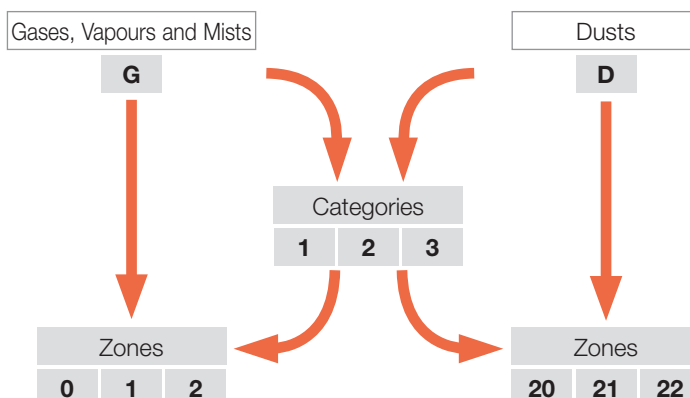 Gases, Vapours and Mists
Dusts
G
D
Categories
1 2 3
Zones
Zones
0 1 2
20 21 22